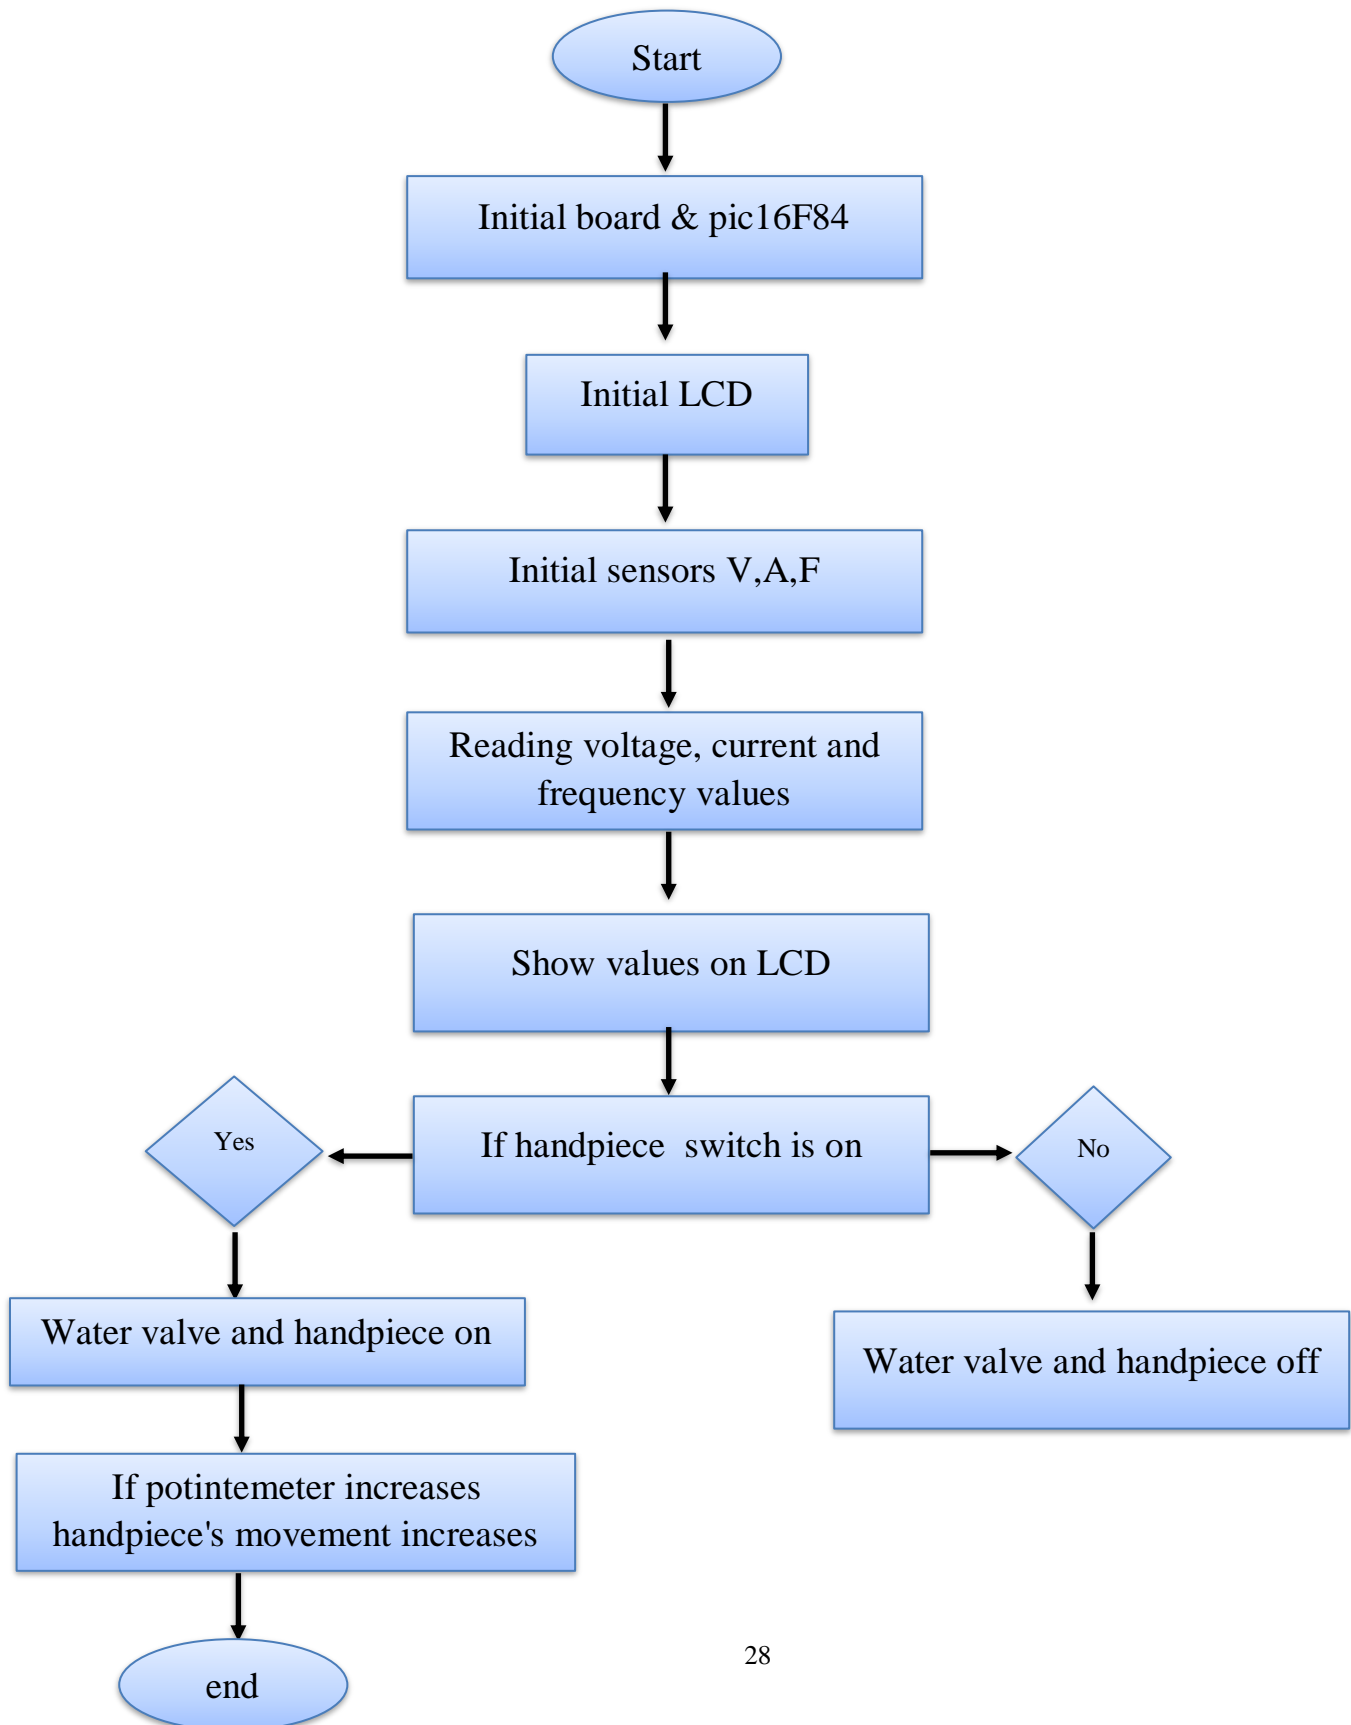 Start
Initial board & pic16F84
Initial LCD
Initial sensors V,A,F
Reading voltage, current and
frequency values
Show values on LCD
Yes
If handpiece  switch is on
No
Water valve and handpiece on
Water valve and handpiece off
If potintemeter increases
handpiece's movement increases
end
28